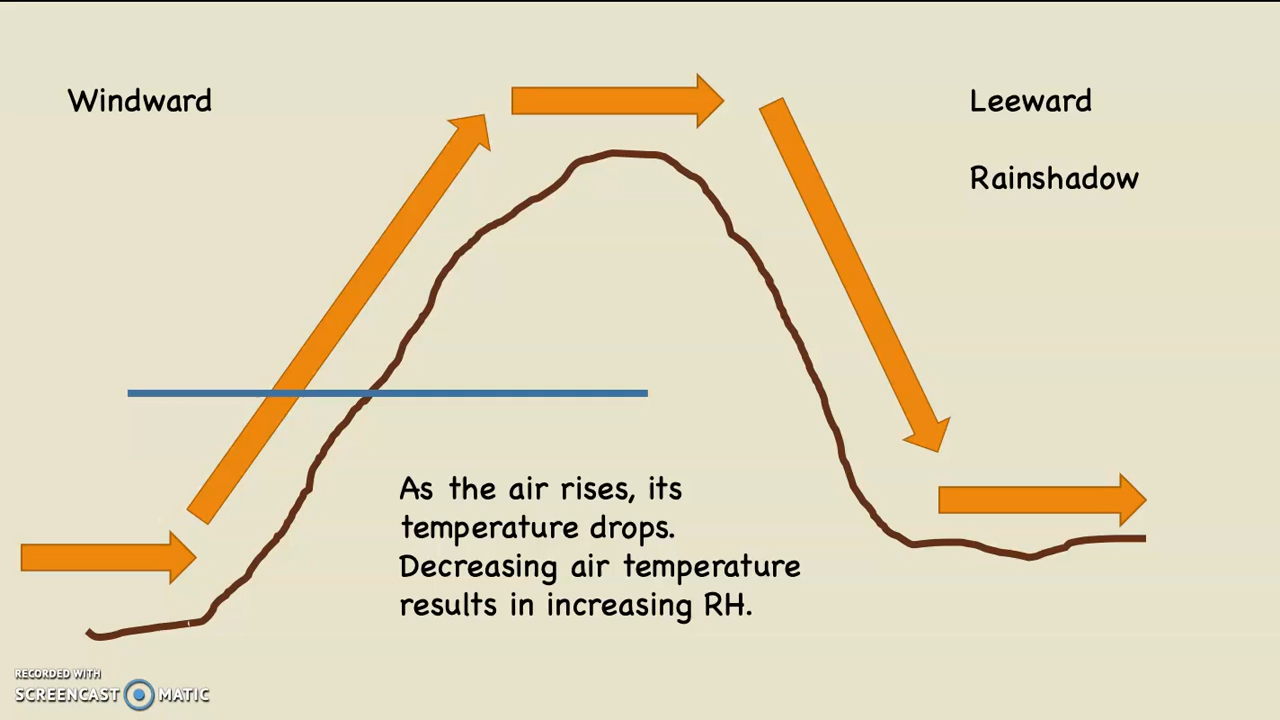 Windward
Leeward
Rainshadow
As the air rises, its
temperature drops.
Decreasing air temperature
results in increasing RH.
RECORDED WITH
SCREENCAST MATIC